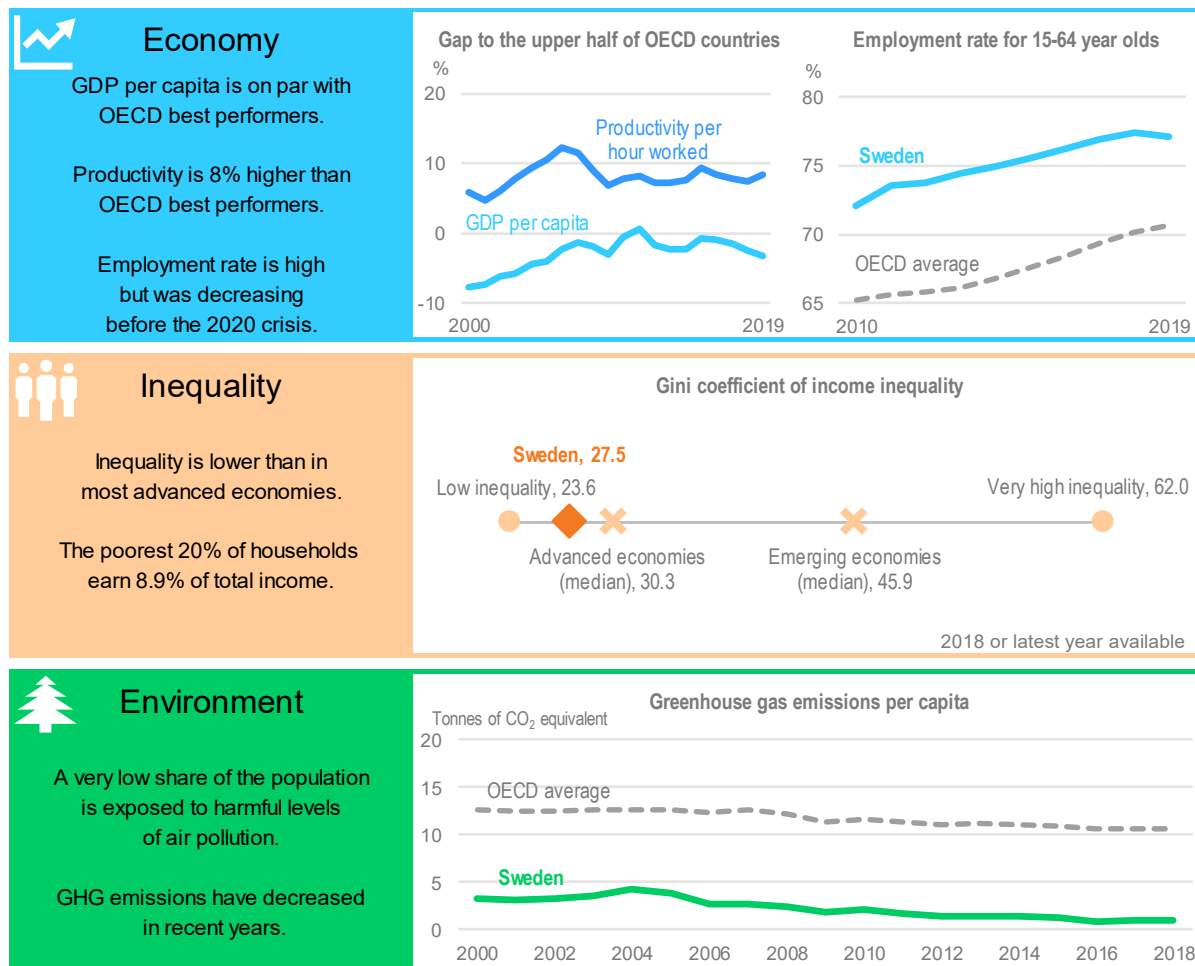 Economy
GDP per capita is on par with
OECD best performers.
Productivity is 8% higher than
OECD best performers.
Employment rate is high
but was decreasing
before the 2020 crisis.
Gap to the upper half of OECD countries
%
20
10
0
-10
Productivity per
hour worked
GDP per capita
2000
2019
Employment rate for 15-64 year olds
%
80
75
70
65
Sweden
OECD average
2010
2019
Inequality
Inequality is lower than in
most advanced economies.
The poorest 20% of households
earn 8.9% of total income.
Gini coefficient of income inequality
Sweden, 27.5
Low inequality, 23.6
Very high inequality, 62.0
Advanced economies
(median), 30.3
Emerging economies
(median), 45.9
2018 or latest year available
Environment
A very low share of the population
is exposed to harmful levels
of air pollution.
GHG emissions have decreased
in recent years.
Greenhouse gas emissions per capita
Tonnes of CO₂ equivalent
20
15
10
5
0
OECD average
Sweden
2000
2002
2004
2006
2008
2010
2012
2014
2016
2018